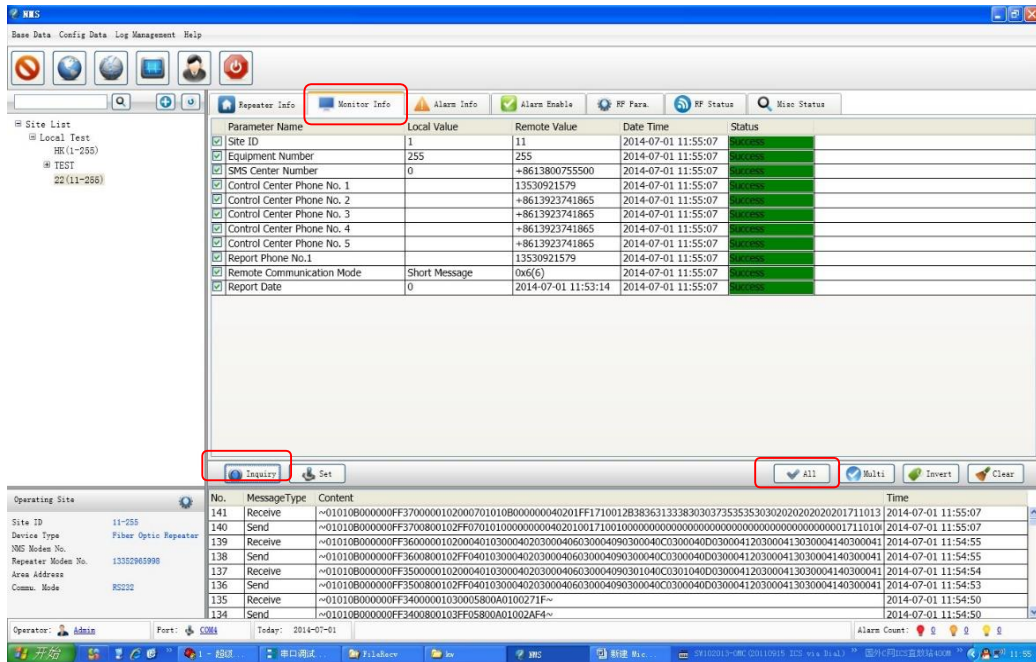 NMS
Base Data Config Data Log Management Help
Repeater Info Monitor Info Alarm Info Alarm Enable RF Para. RF Status Misc Status
Site List
Local Test
HK(1-255)
TEST
22(11-255)
Parameter Name Local Value Remote Value Date Time Status
Site ID 1 11 2014-07-01 11:55:07 Success
Equipment Number 255 255 2014-07-01 11:55:07 Success
SMS Center Number 0 +8613800755500 2014-07-01 11:55:07 Success
Control Center Phone No. 1 13530921579 2014-07-01 11:55:07 Success
Control Center Phone No. 2 +8613923741865 2014-07-01 11:55:07 Success
Control Center Phone No. 3 +8613923741865 2014-07-01 11:55:07 Success
Control Center Phone No. 4 +8613923741865 2014-07-01 11:55:07 Success
Control Center Phone No. 5 +8613923741865 2014-07-01 11:55:07 Success
Report Phone No.1 13530921579 2014-07-01 11:55:07 Success
Remote Communication Mode Short Message 0x6(6) 2014-07-01 11:55:07 Success
Report Date 0 2014-07-01 11:53:14 2014-07-01 11:55:07 Success
Inquiry Set All Multi Invert Clear
Operating Site
Site ID 11-255
Device Type Fiber Optic Repeater
NMS Modem No.
Repeater Modem No. 13352965998
Area Address
Commu. Mode RS232
No. MessageType Content Time
141 Receive 2014-07-01 11:55:07
140 Send 2014-07-01 11:55:07
139 Receive 2014-07-01 11:54:55
138 Send 2014-07-01 11:54:55
137 Receive 2014-07-01 11:54:54
136 Send 2014-07-01 11:54:53
135 Receive ~01010B000000FF34000001030005800A0100271F~ 2014-07-01 11:54:50
134 Send ~01010B000000FF3400800103FF05800A01002AF4~ 2014-07-01 11:54:50
Operator: Admin Port: COM4 Today: 2014-07-01 Alarm Count: 0 0 0
开始 1 - 超级... 串口调试... FileRecv kw NMS 新建 Mic... 11:55